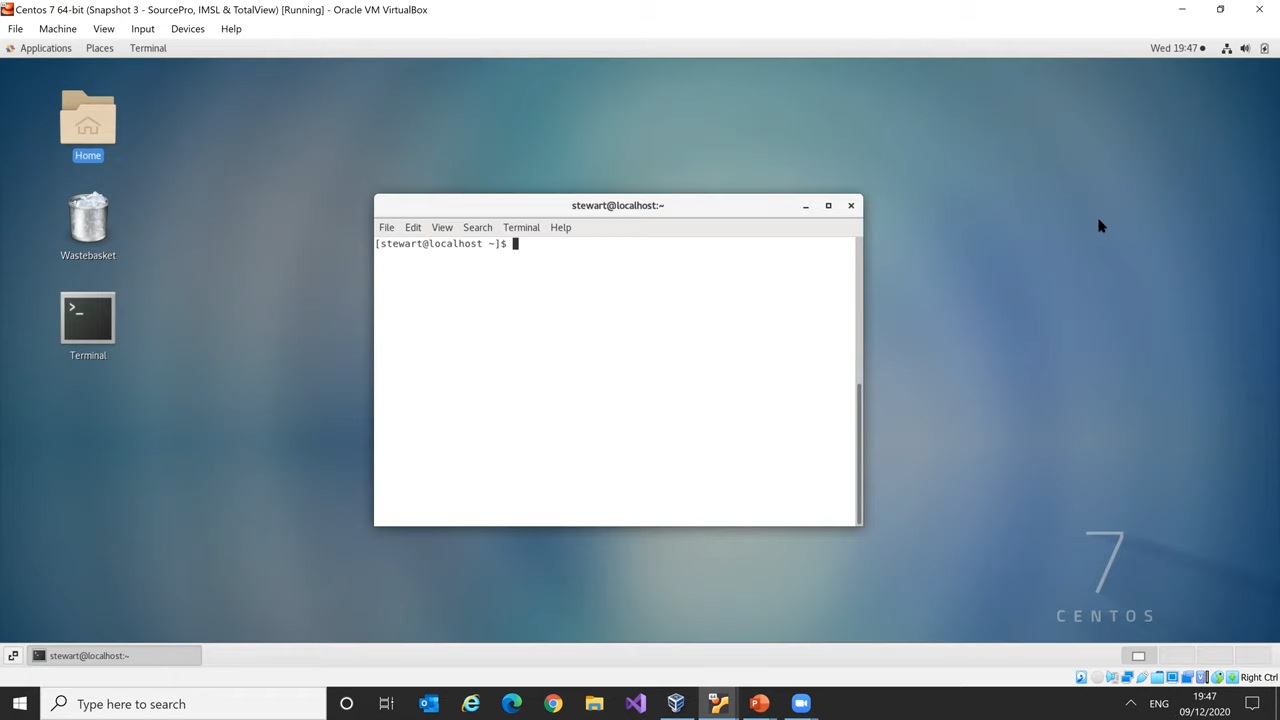 Centos 7 64-bit (Snapshot 3 - SourcePro, IMSL & TotalView) [Running] - Oracle VM VirtualBox
File Machine View Input Devices Help
Applications Places Terminal Wed 19:47
Home
Wastebasket
>_
Terminal
stewart@localhost:~
File Edit View Search Terminal Help
[stewart@localhost ~]$
7
CENTOS
stewart@localhost:~
Right Ctrl
Type here to search
ENG
19:47
09/12/2020